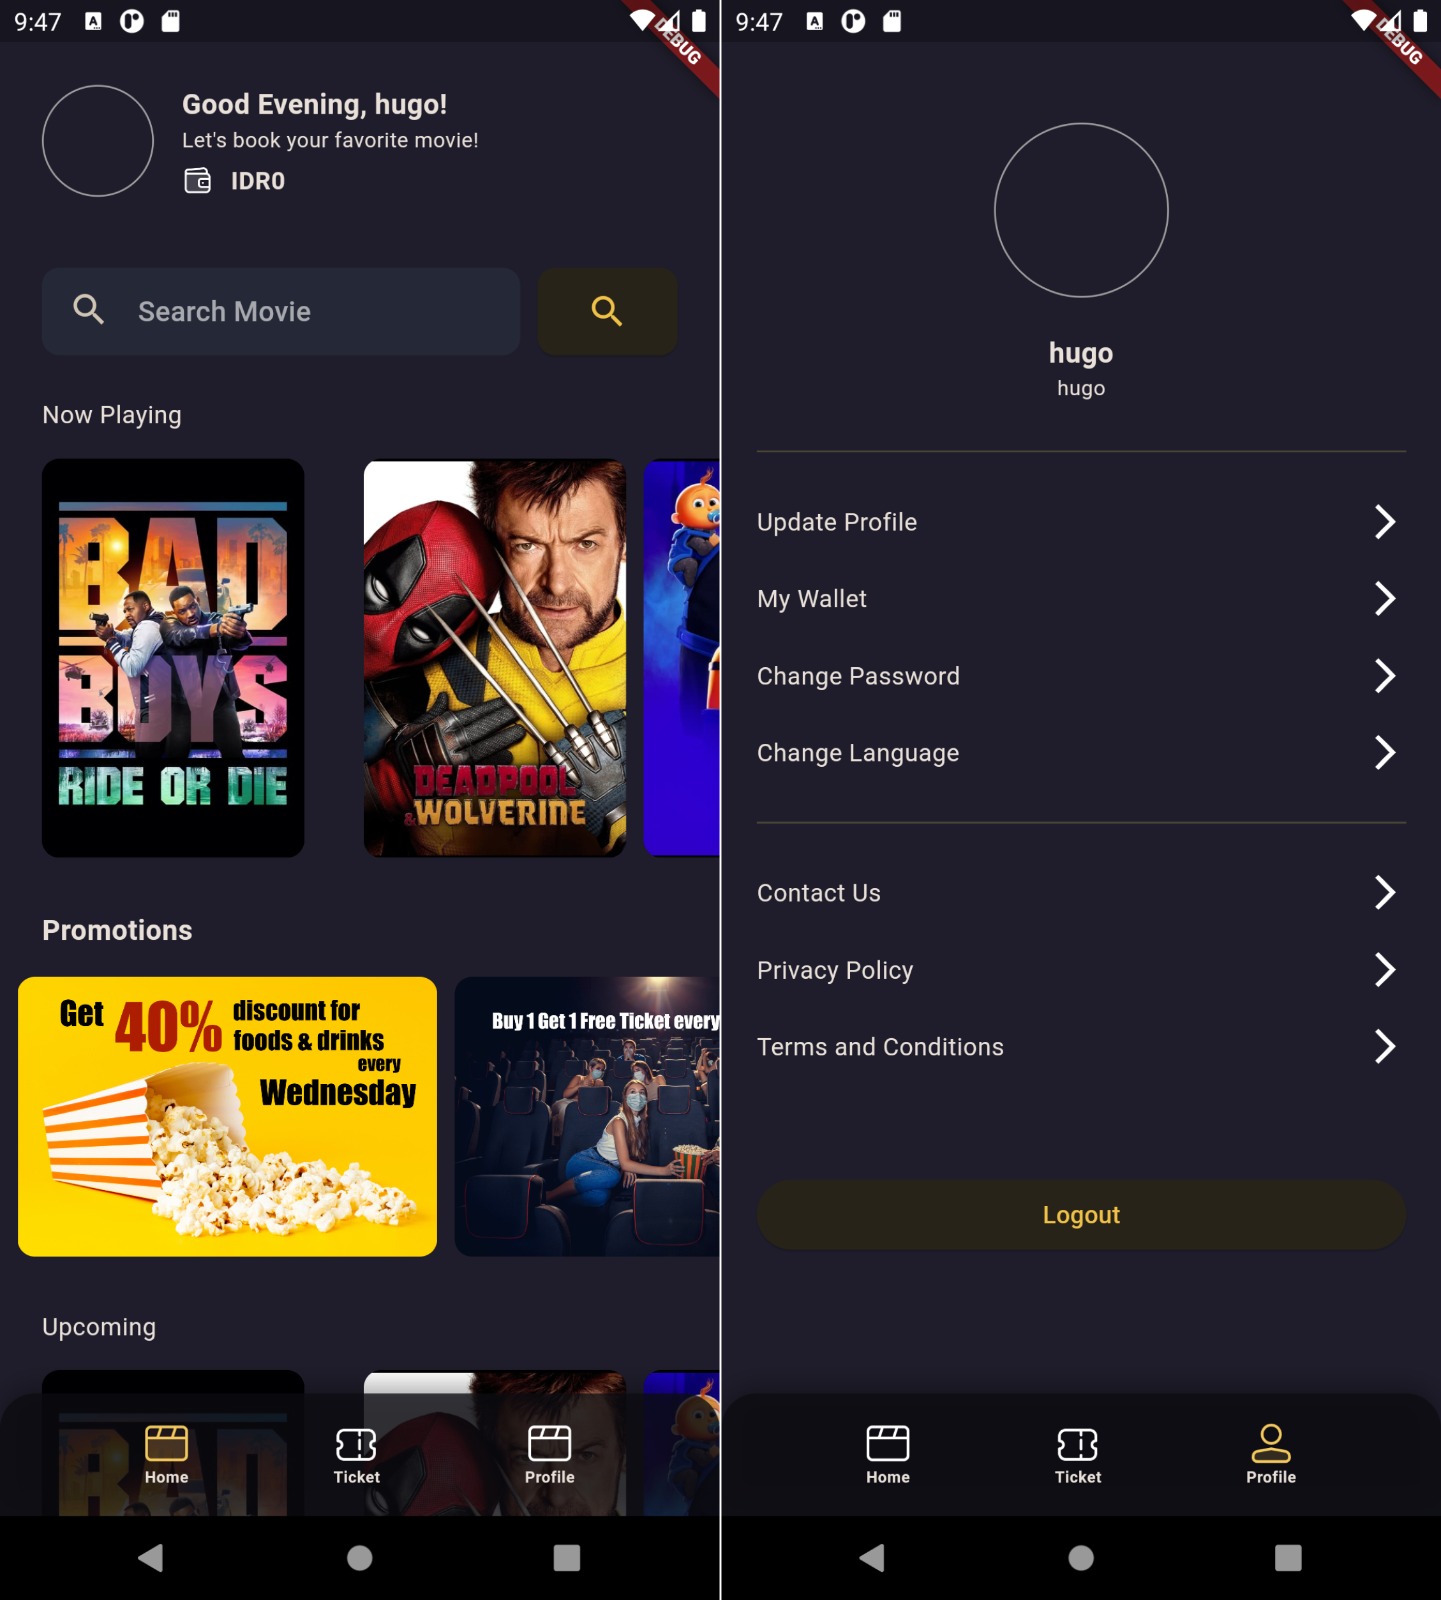 9:47
DEBUG
Good Evening, hugo!
Let's book your favorite movie!
IDR0
Search Movie
Now Playing
BAD
BOYS
RIDE OR DIE
DEADPOOL
& WOLVERINE
Promotions
Get 40% discount for
foods & drinks
every
Wednesday
Buy 1 Get 1 Free Ticket every
Upcoming
BAD
Home
Ticket
Profile
9:47
DEBUG
hugo
hugo
Update Profile
My Wallet
Change Password
Change Language
Contact Us
Privacy Policy
Terms and Conditions
Logout
Home
Ticket
Profile